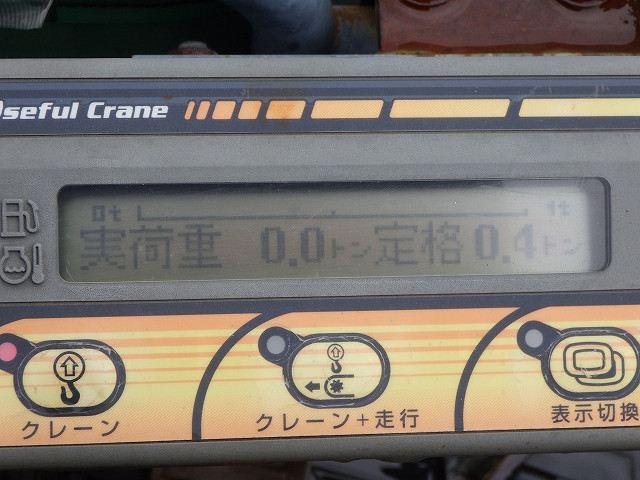 Useful Crane
0t 1t
実荷重 0.0トン 定格 0.4トン
クレーン クレーン+走行 表示切換